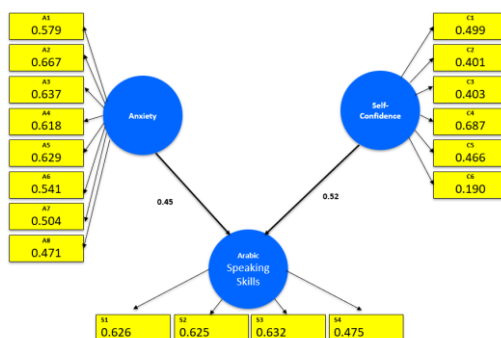 A1
0.579
A2
0.667
A3
0.637
A4
0.618
A5
0.629
A6
0.541
A7
0.504
A8
0.471
Anxiety
C1
0.499
C2
0.401
C3
0.403
C4
0.687
C5
0.466
C6
0.190
Self-
Confidence
0.45
0.52
Arabic
Speaking
Skills
S1
0.626
S2
0.625
S3
0.632
S4
0.475